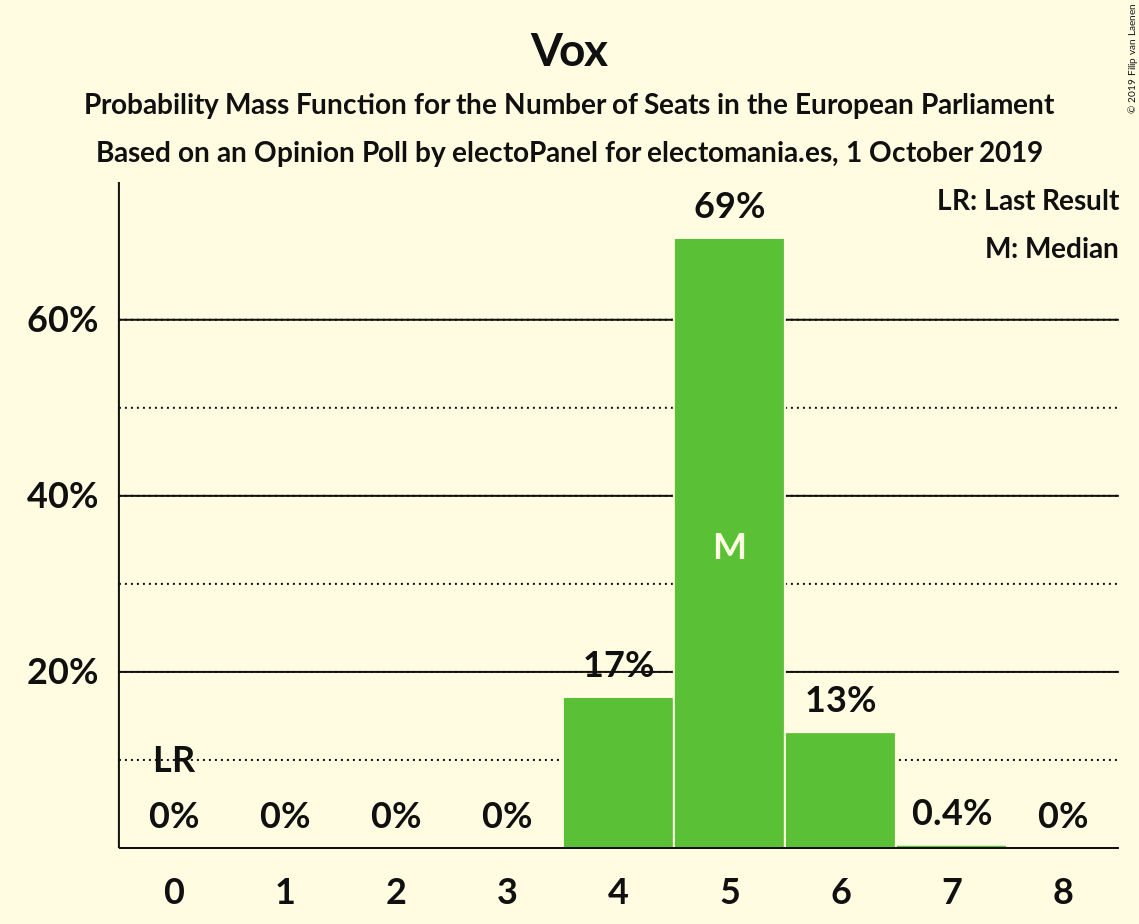 Vox
Probability Mass Function for the Number of Seats in the European Parliament
Based on an Opinion Poll by electoPanel for electomania.es, 1 October 2019
© 2019 Filip van Laenen
LR: Last Result
M: Median
69%
60%
40%
M
20%
17%
13%
LR
0%
0%
0%
0%
0.4%
0%
0 1 2 3 4 5 6 7 8